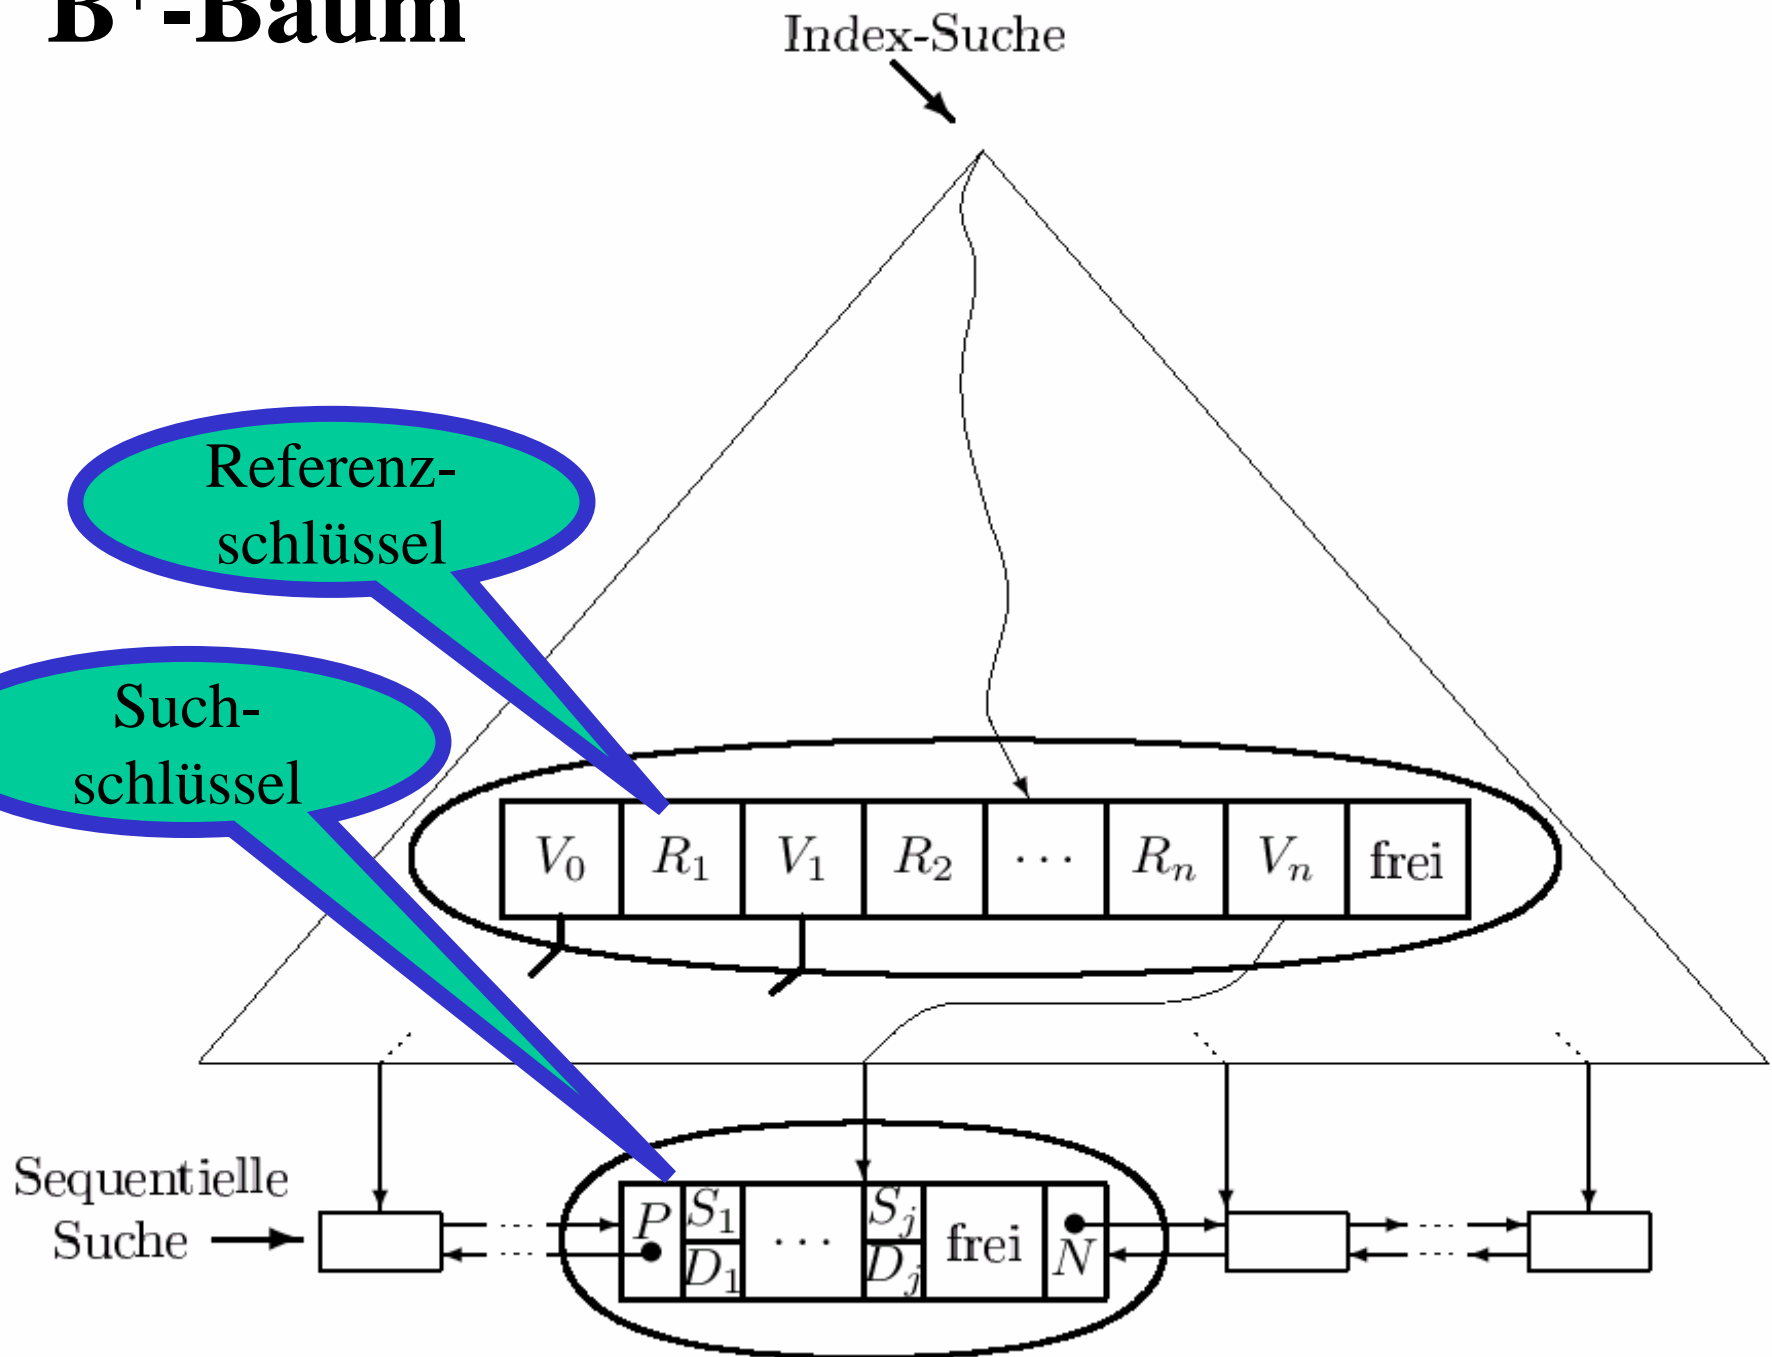 B⁺-Baum
Index-Suche
Referenz-
schlüssel
Such-
schlüssel
V₀ R₁ V₁ R₂ ··· Rₙ Vₙ frei
Sequentielle
Suche
P S₁ ··· Sⱼ frei N
D₁ Dⱼ